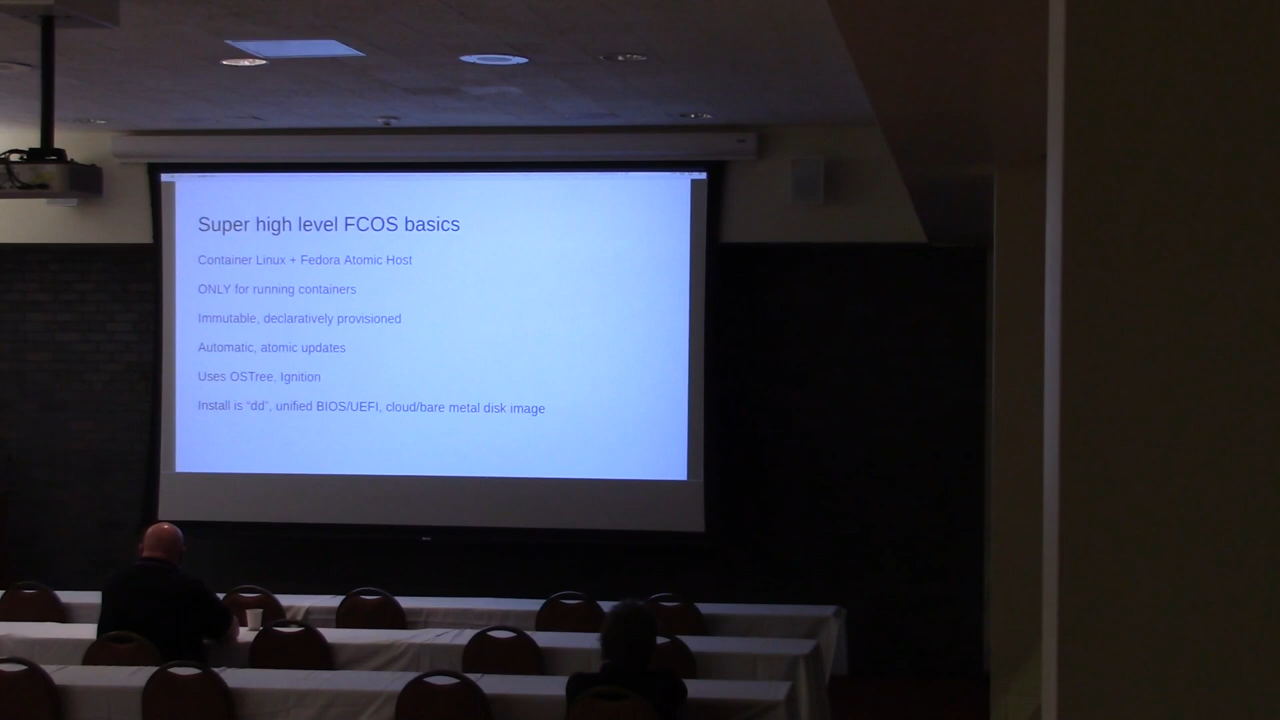 Super high level FCOS basics
Container Linux + Fedora Atomic Host
ONLY for running containers
Immutable, declaratively provisioned
Automatic, atomic updates
Uses OSTree, Ignition
Install is “dd”, unified BIOS/UEFI, cloud/bare metal disk image